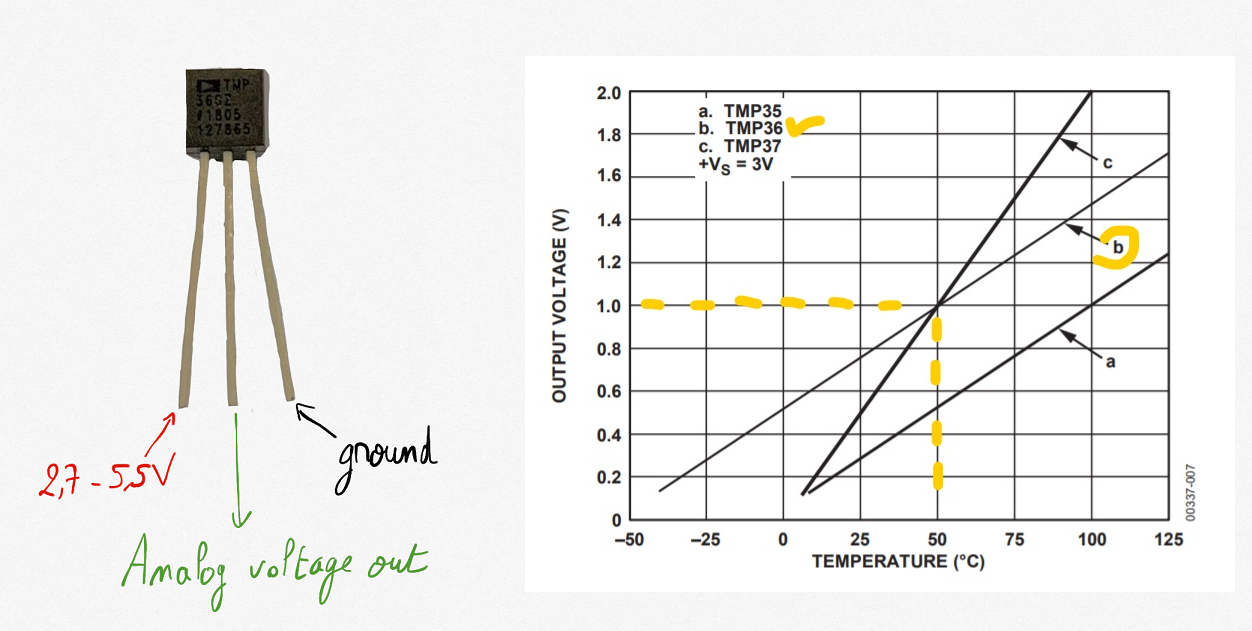 TMP
36GZ
#1805
127865
2,7 - 5,5V
Analog voltage out
ground
a. TMP35
b. TMP36
c. TMP37
+VS = 3V
c
b
a
OUTPUT VOLTAGE (V)
2.0
1.8
1.6
1.4
1.2
1.0
0.8
0.6
0.4
0.2
0
–50
–25
0
25
50
75
100
125
TEMPERATURE (°C)
00337-007